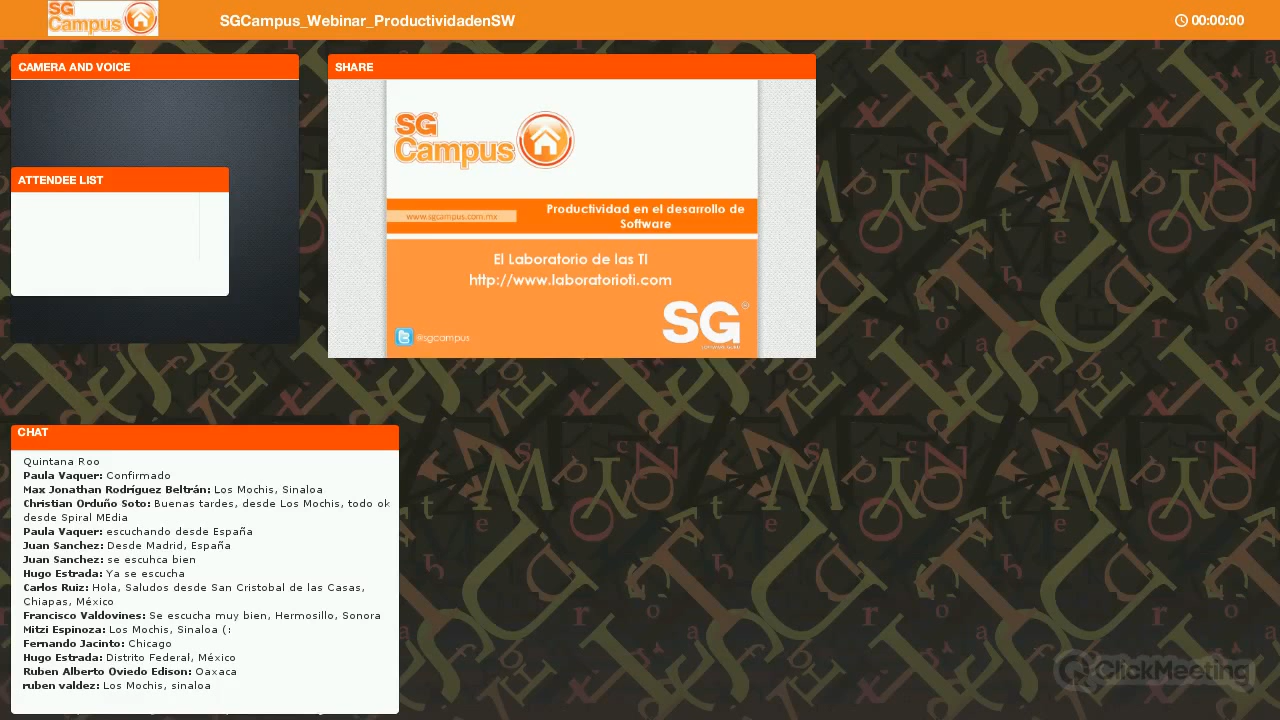 SG
Campus
SGCampus_Webinar_ProductividadenSW
00:00:00
CAMERA AND VOICE
ATTENDEE LIST
SHARE
SG
Campus
www.sgcampus.com.mx
Productividad en el desarrollo de
Software
El Laboratorio de las TI
http://www.laboratorioti.com
SG
@sgcampus
CHAT
Quintana Roo
Paula Vaquer: Confirmado
Max Jonathan Rodríguez Beltrán: Los Mochis, Sinaloa
Christian Orduño Soto: Buenas tardes, desde Los Mochis, todo ok
desde Spiral MEdia
Paula Vaquer: escuchando desde España
Juan Sanchez: Desde Madrid, España
Juan Sanchez: se escuhca bien
Hugo Estrada: Ya se escucha
Carlos Ruiz: Hola, Saludos desde San Cristobal de las Casas,
Chiapas, México
Francisco Valdovines: Se escucha muy bien, Hermosillo, Sonora
Mitzi Espinoza: Los Mochis, Sinaloa (:
Fernando Jacinto: Chicago
Hugo Estrada: Distrito Federal, México
Ruben Alberto Oviedo Edison: Oaxaca
ruben valdez: Los Mochis, sinaloa
ClickMeeting